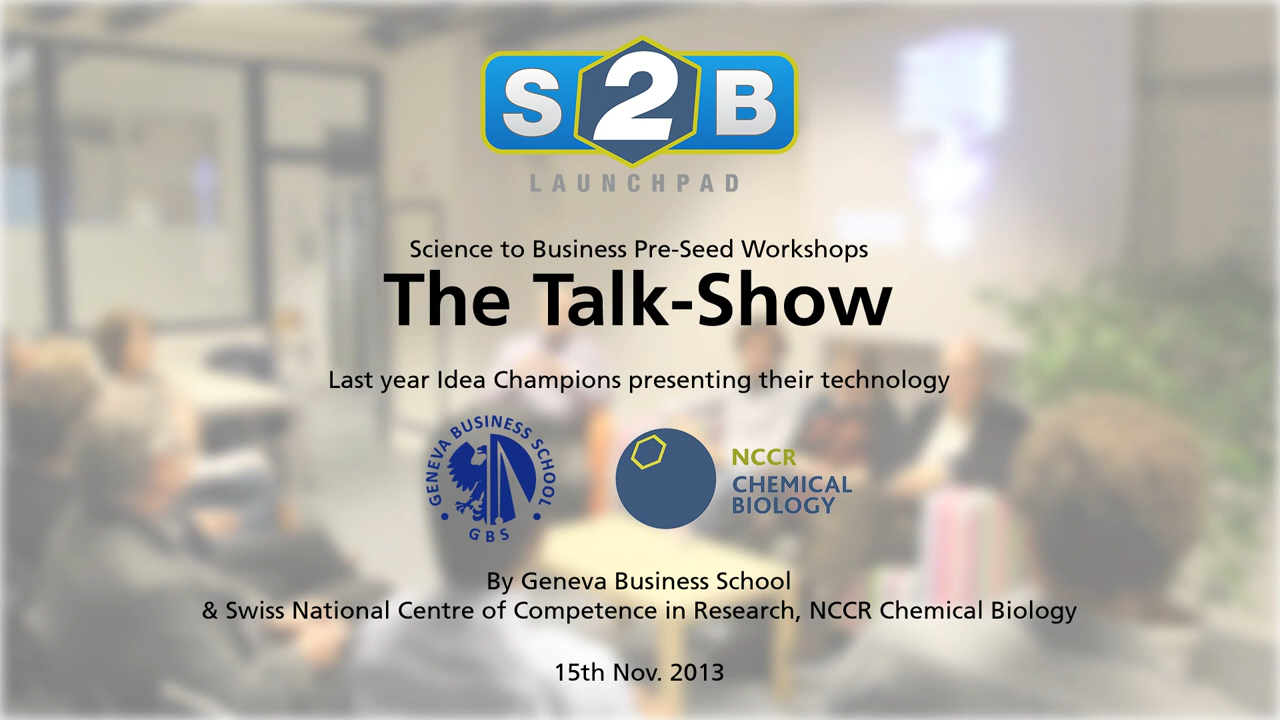 S2B
LAUNCHPAD
Science to Business Pre-Seed Workshops
The Talk-Show
Last year Idea Champions presenting their technology
GENEVA BUSINESS SCHOOL
GBS
NCCR
CHEMICAL
BIOLOGY
By Geneva Business School
& Swiss National Centre of Competence in Research, NCCR Chemical Biology
15th Nov. 2013